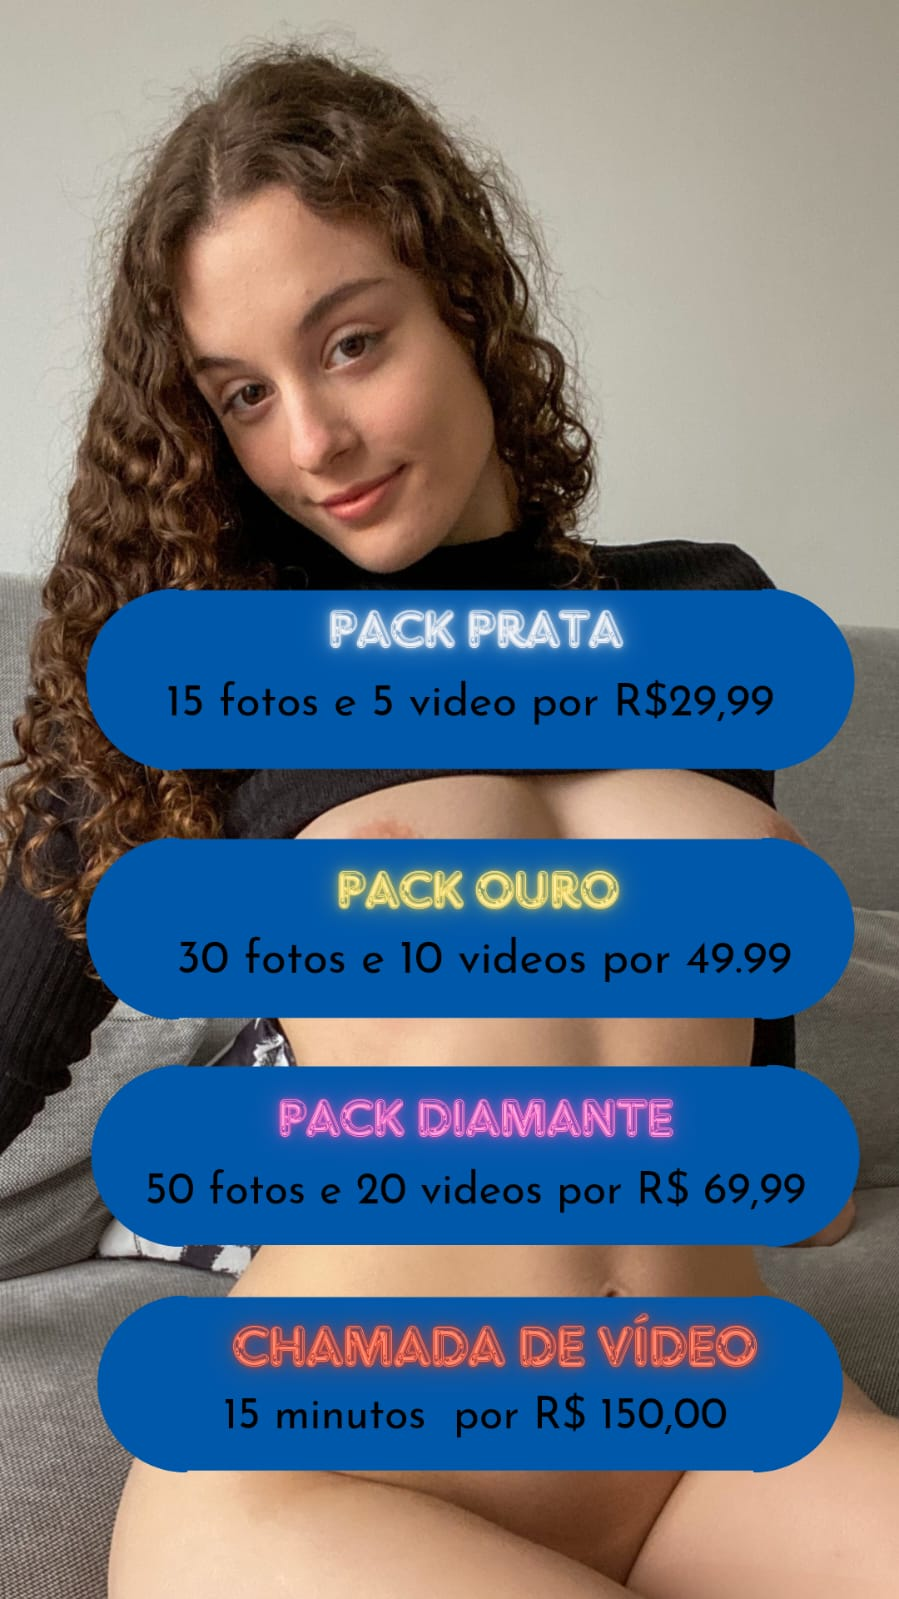 PACK PRATA
15 fotos e 5 video por R$29,99
PACK OURO
30 fotos e 10 videos por 49.99
PACK DIAMANTE
50 fotos e 20 videos por R$ 69,99
CHAMADA DE VÍDEO
15 minutos por R$ 150,00